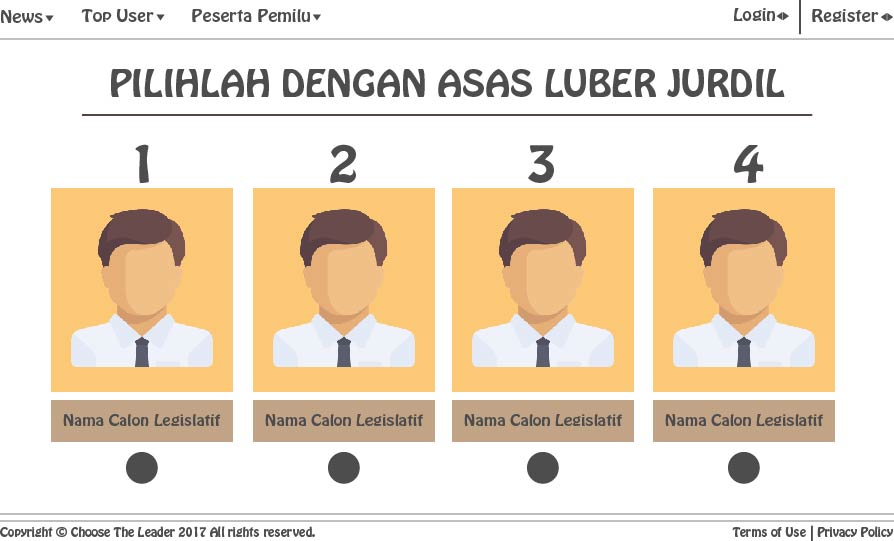 News Top User Peserta Pemilu Login Register
PILIHLAH DENGAN ASAS LUBER JURDIL
1 2 3 4
Nama Calon Legislatif Nama Calon Legislatif Nama Calon Legislatif Nama Calon Legislatif
Copyright © Choose The Leader 2017 All rights reserved. Terms of Use | Privacy Policy